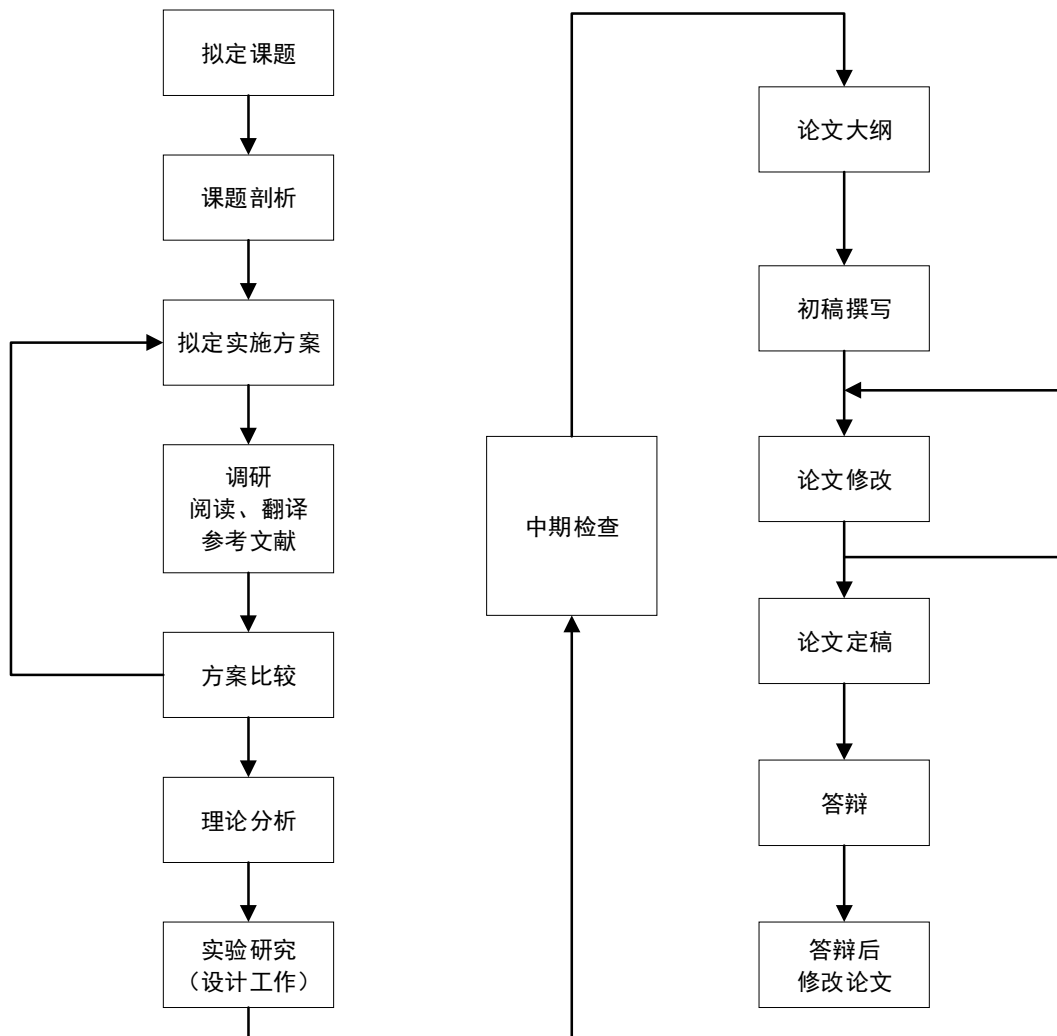 拟定课题
课题剖析
拟定实施方案
调研
阅读、翻译
参考文献
方案比较
理论分析
实验研究
（设计工作）
中期检查
论文大纲
初稿撰写
论文修改
论文定稿
答辩
答辩后
修改论文